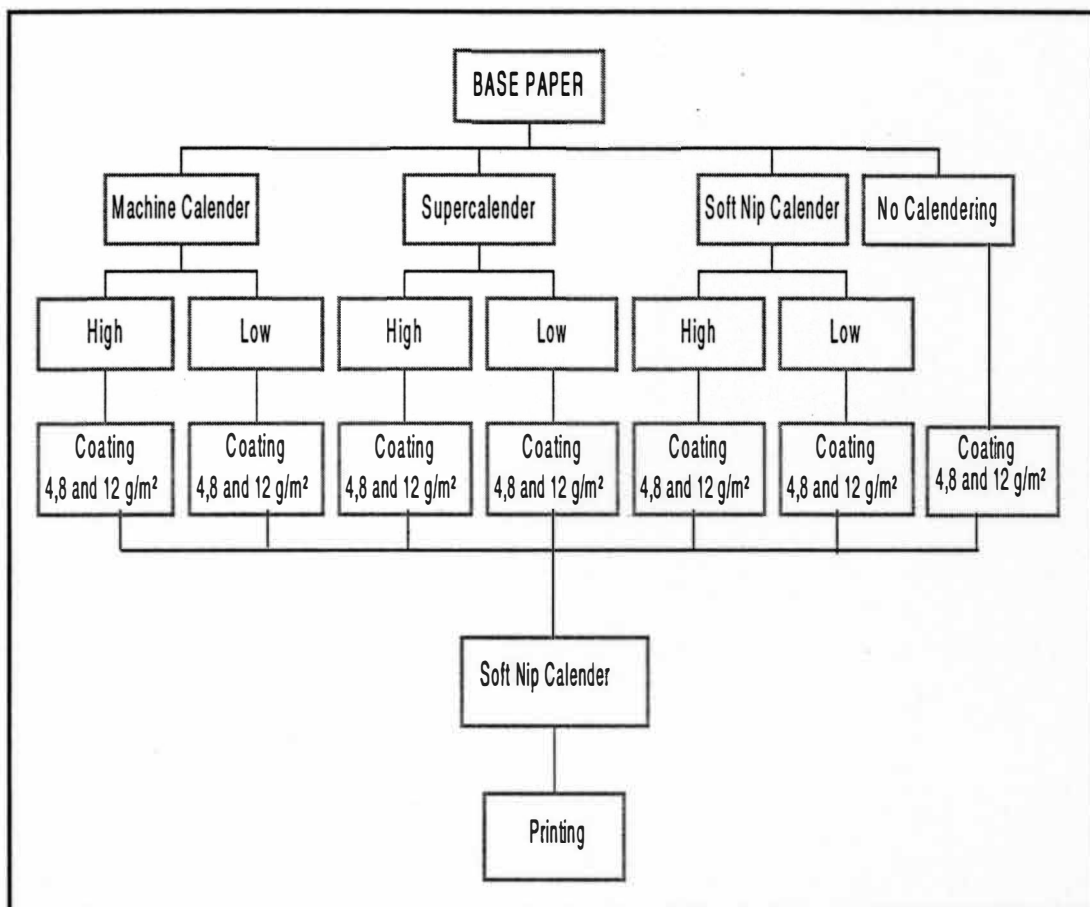 BASE PAPER
Machine Calender
Supercalender
Soft Nip Calender
No Calendering
High
Low
High
Low
High
Low
Coating
4,8 and 12 g/m²
Coating
4,8 and 12 g/m²
Coating
4,8 and 12 g/m²
Coating
4,8 and 12 g/m²
Coating
4,8 and 12 g/m²
Coating
4,8 and 12 g/m²
Coating
4,8 and 12 g/m²
Soft Nip Calender
Printing